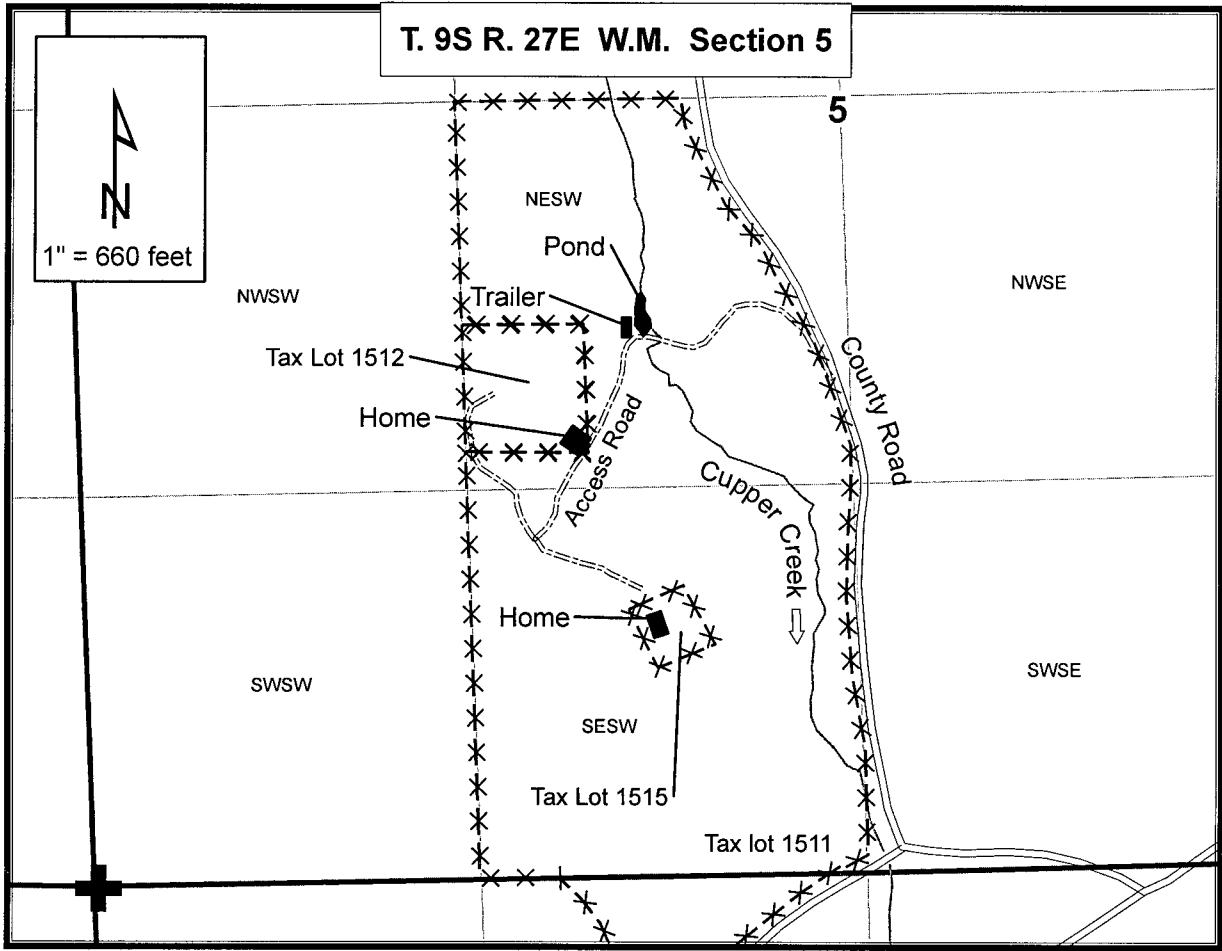 T. 9S R. 27E W.M. Section 5
5
N
1" = 660 feet
NESW
Pond
NWSW
Trailer
NWSE
Tax Lot 1512
County Road
Home
Access Road
Cupper Creek
Home
SWSW
SESW
SWSE
Tax Lot 1515
Tax lot 1511